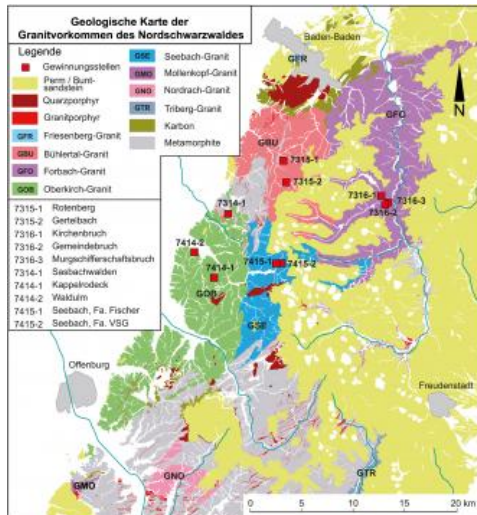 Geologische Karte der
Granitvorkommen des Nordschwarzwaldes
Legende
Gewinnungsstellen
Perm / Bunt-
sandstein
Quarzporphyr
Granitporphyr
GFR Friesenberg-Granit
GBU Bühlertal-Granit
GFO Forbach-Granit
GOB Oberkirch-Granit
GSE Seebach-Granit
GMO Mollenkopf-Granit
GNO Nordrach-Granit
GTR Triberg-Granit
Karbon
Metamorphite
7315-1 Rotenberg
7315-2 Gertelbach
7316-1 Kirchenbruch
7316-2 Gemeindebruch
7316-3 Murgschifferschaftsbruch
7314-1 Sasbachwalden
7414-1 Kappelrodeck
7414-2 Waldulm
7415-1 Seebach, Fa. Fischer
7415-2 Seebach, Fa. VSG
Baden-Baden
GFR
N
GFO
GBU
7315-1
7315-2
7316-1
7316-3
7316-2
7314-1
7414-2
7415-1
7415-2
7414-1
GOB
GSE
Offenburg
Freudenstadt
GNO
GMO
GTR
0 5 10 15 20 km